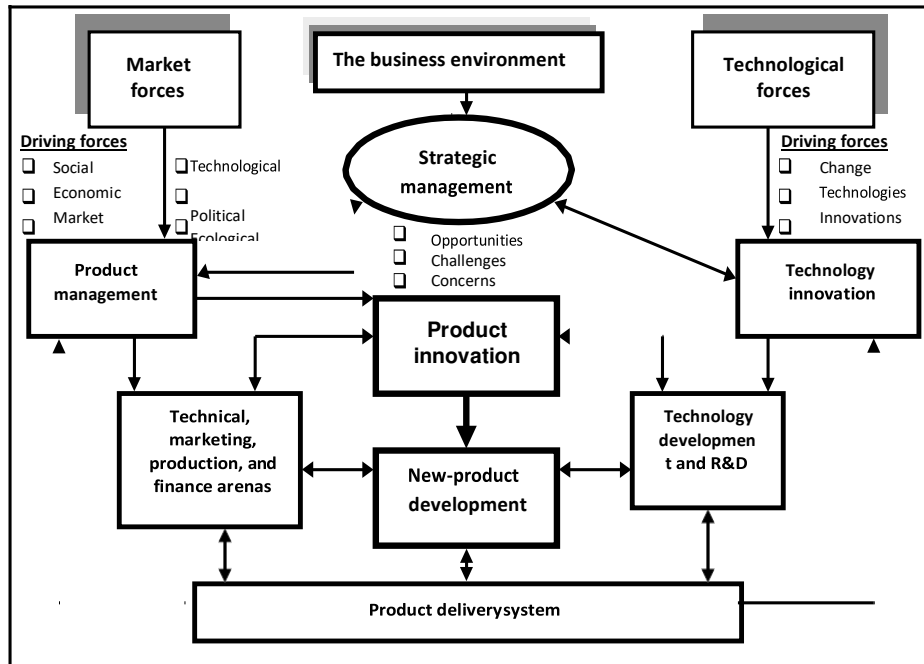 Market
forces
The business environment
Technological
forces
Driving forces
Social
Economic
Market
Technological
Political
Ecological
Strategic
management
Driving forces
Change
Technologies
Innovations
Opportunities
Challenges
Concerns
Product
management
Technology
innovation
Product
innovation
Technical,
marketing,
production, and
finance arenas
New-product
development
Technology
developmen
t and R&D
Product deliverysystem